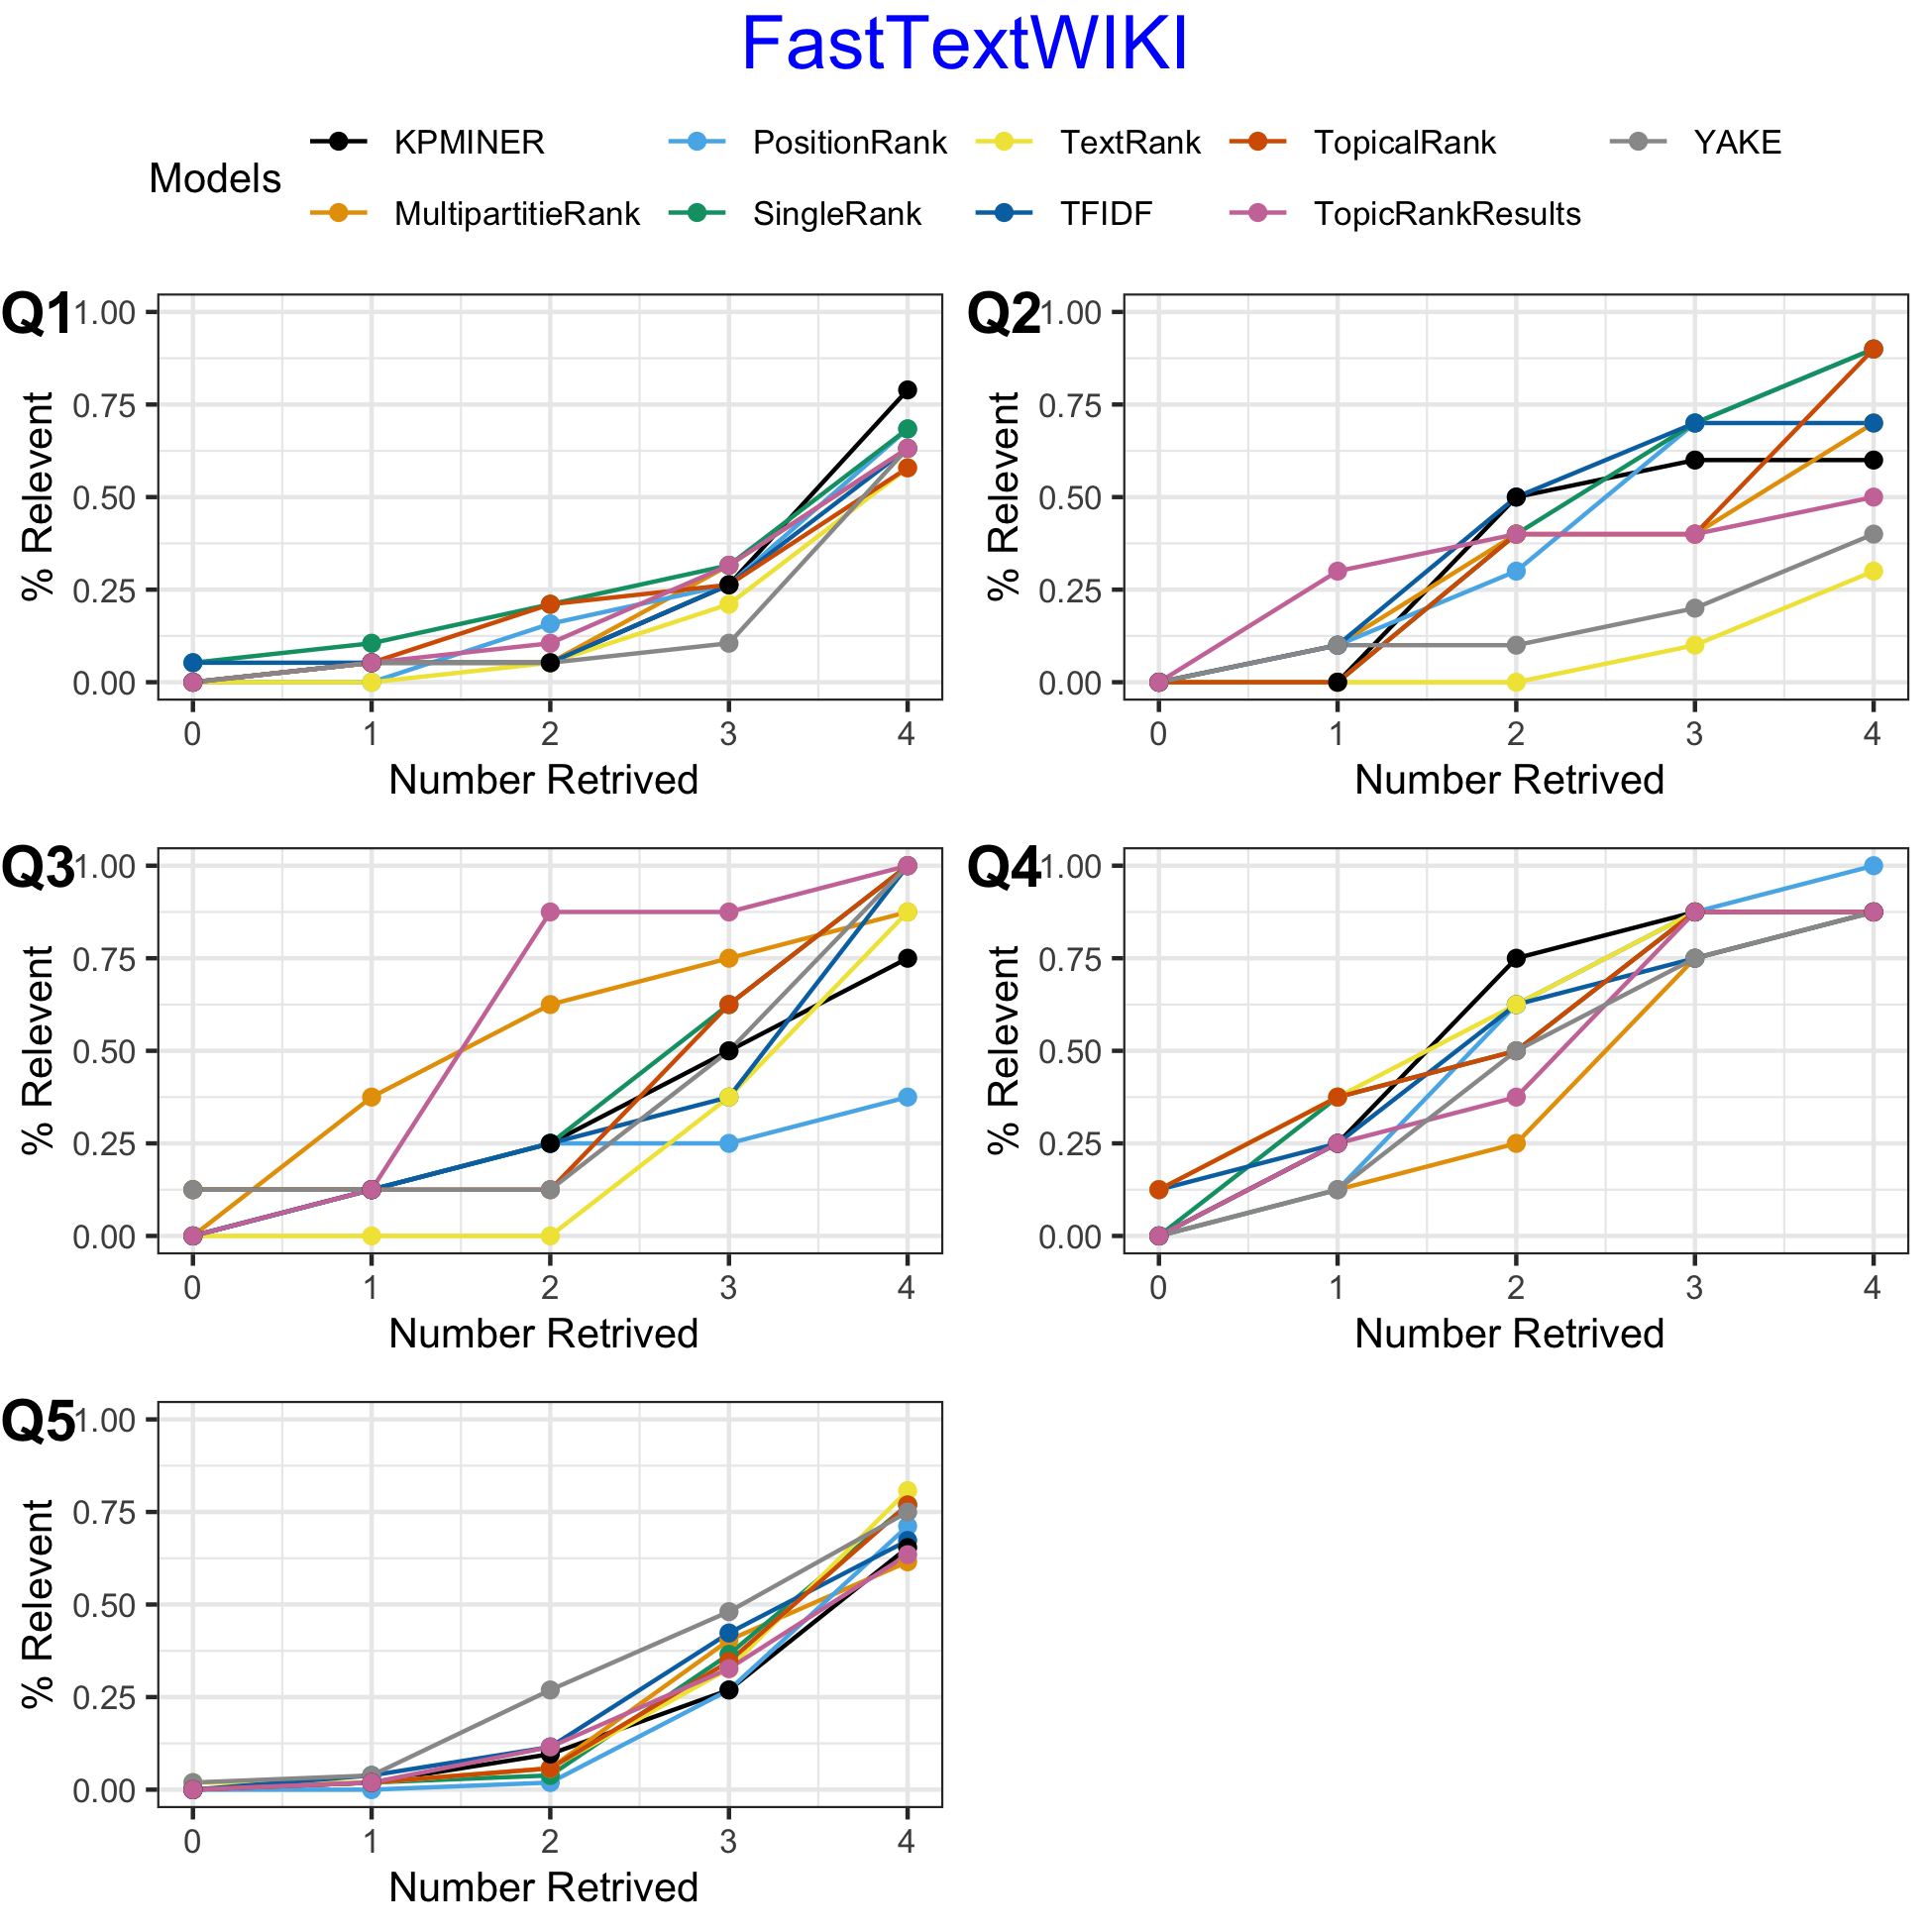 FastTextWIKI
Models
KPMINER PositionRank TextRank TopicalRank YAKE
MultipartitieRank SingleRank TFIDF TopicRankResults
Q1
1.00
0.75
0.50
0.25
0.00
% Relevent
0 1 2 3 4
Number Retrived
Q2
1.00
0.75
0.50
0.25
0.00
% Relevent
0 1 2 3 4
Number Retrived
Q3
1.00
0.75
0.50
0.25
0.00
% Relevent
0 1 2 3 4
Number Retrived
Q4
1.00
0.75
0.50
0.25
0.00
% Relevent
0 1 2 3 4
Number Retrived
Q5
1.00
0.75
0.50
0.25
0.00
% Relevent
0 1 2 3 4
Number Retrived